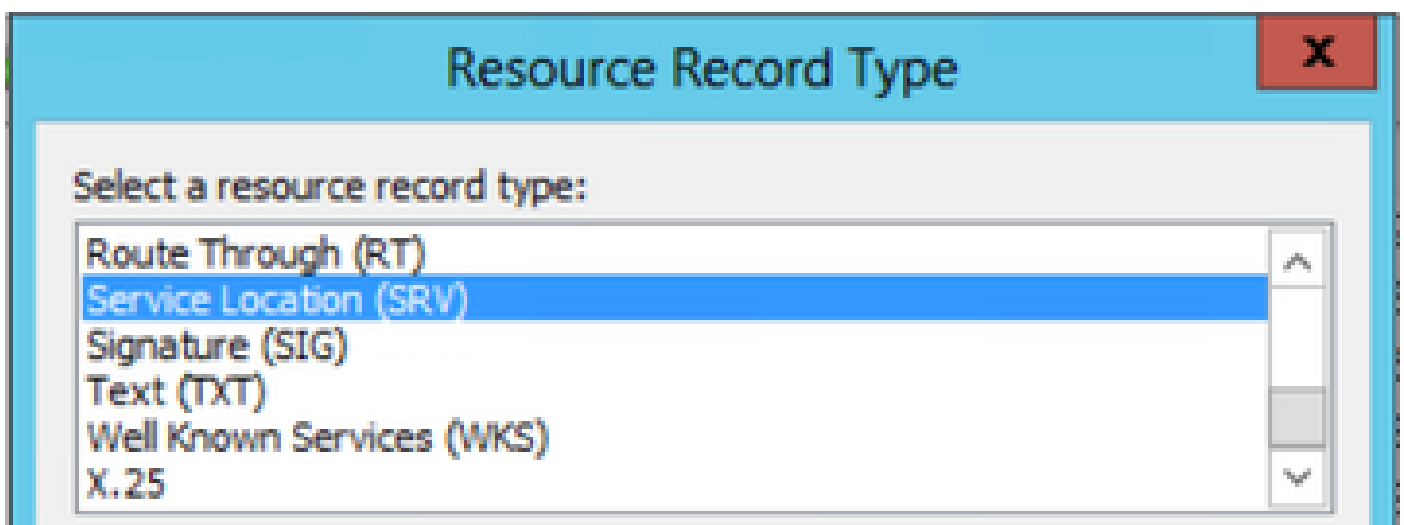 Resource Record Type
x
Select a resource record type:
Route Through (RT)
Service Location (SRV)
Signature (SIG)
Text (TXT)
Well Known Services (WKS)
X.25